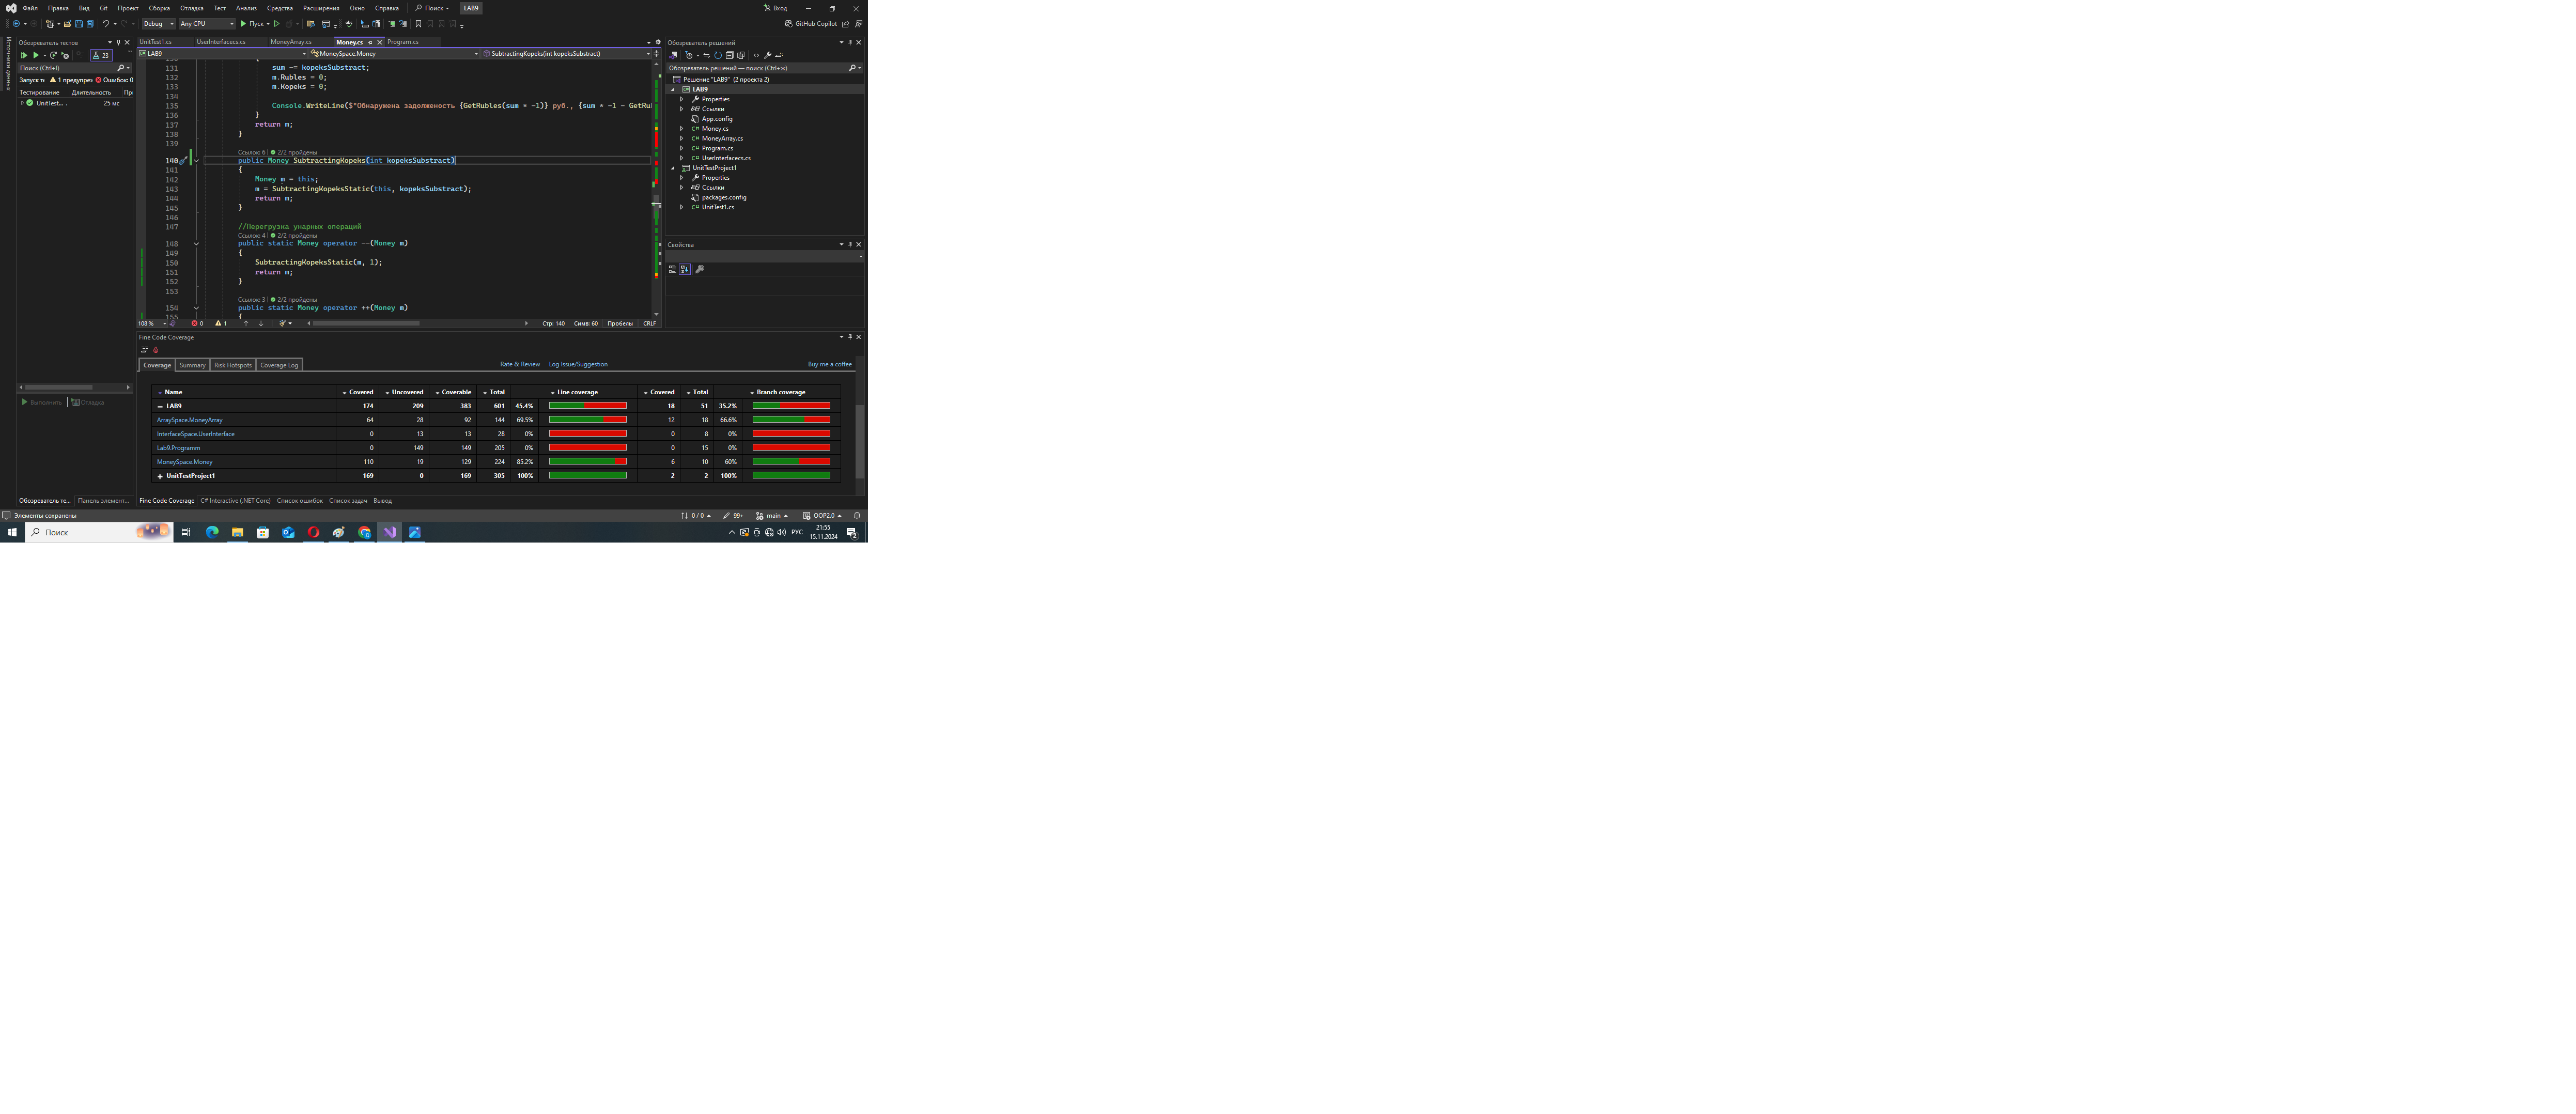 Файл Правка Вид Git Проект Сборка Отладка Тест Анализ Средства Расширения Окно Справка Поиск LAB9 Вход
Debug Any CPU Пуск GitHub Copilot
Источники данных
Обозреватель тестов
23
Поиск (Ctrl+I)
Запуск те 1 предупреж Ошибок: 0
Тестирование Длительность Пр
UnitTest... 25 мс
Выполнить Отладка
Обозреватель те... Панель элемент...
UnitTest1.cs UserInterfacecs.cs MoneyArray.cs Money.cs Program.cs
LAB9 MoneySpace.Money SubtractingKopeks(int kopeksSubstract)
131 sum -= kopeksSubstract;
132 m.Rubles = 0;
133 m.Kopeks = 0;
134
135 Console.WriteLine($"Обнаружена задолженость {GetRubles(sum * -1)} руб., {sum * -1 - GetRu
136 }
137 return m;
138 }
139
Ссылок: 6 | 2/2 пройдены
140 public Money SubtractingKopeks(int kopeksSubstract)
141 {
142 Money m = this;
143 m = SubtractingKopeksStatic(this, kopeksSubstract);
144 return m;
145 }
146
147 //Перегрузка унарных операций
Ссылок: 4 | 2/2 пройдены
148 public static Money operator --(Money m)
149 {
150 SubtractingKopeksStatic(m, 1);
151 return m;
152 }
153
Ссылок: 3 | 2/2 пройдены
154 public static Money operator ++(Money m)
155 {
108 % 0 1 Стр: 140 Симв: 60 Пробелы CRLF
Обозреватель решений
Обозреватель решений — поиск (Ctrl+ж)
Решение "LAB9" (2 проекта 2)
LAB9
Properties
Ссылки
App.config
C# Money.cs
C# MoneyArray.cs
C# Program.cs
C# UserInterfacecs.cs
UnitTestProject1
Properties
Ссылки
packages.config
C# UnitTest1.cs
Свойства
Fine Code Coverage
Coverage Summary Risk Hotspots Coverage Log Rate & Review Log Issue/Suggestion Buy me a coffee
Name Covered Uncovered Coverable Total Line coverage Covered Total Branch coverage
LAB9 174 209 383 601 45.4% 18 51 35.2%
ArraySpace.MoneyArray 64 28 92 144 69.5% 12 18 66.6%
InterfaceSpace.UserInterface 0 13 13 28 0% 0 8 0%
Lab9.Programm 0 149 149 205 0% 0 15 0%
MoneySpace.Money 110 19 129 224 85.2% 6 10 60%
UnitTestProject1 169 0 169 305 100% 2 2 100%
Fine Code Coverage C# Interactive (.NET Core) Список ошибок Список задач Вывод
Элементы сохранены 0 / 0 99+ main OOP2.0
Поиск РУС 21:55
15.11.2024
2